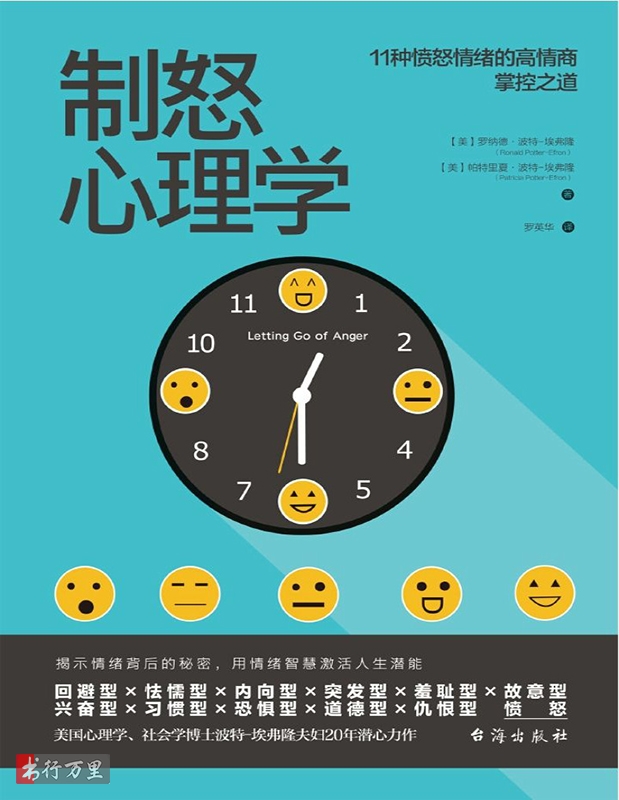 制怒
心理学
11种愤怒情绪的高情商
掌控之道
【美】罗纳德·波特-埃弗隆
(Ronald Potter-Efron)
【美】帕特里夏·波特-埃弗隆
(Patricia Potter-Efron)
著
罗英华 译
11 1
Letting Go of Anger
10 2
8 4
7 5
揭示情绪背后的秘密,用情绪智慧激活人生潜能
回避型×怯懦型×内向型×突发型×羞耻型×故意型
兴奋型×习惯型×恐惧型×道德型×仇恨型 愤怒
美国心理学、社会学博士波特-埃弗隆夫妇20年潜心力作 台海出版社
书行万里